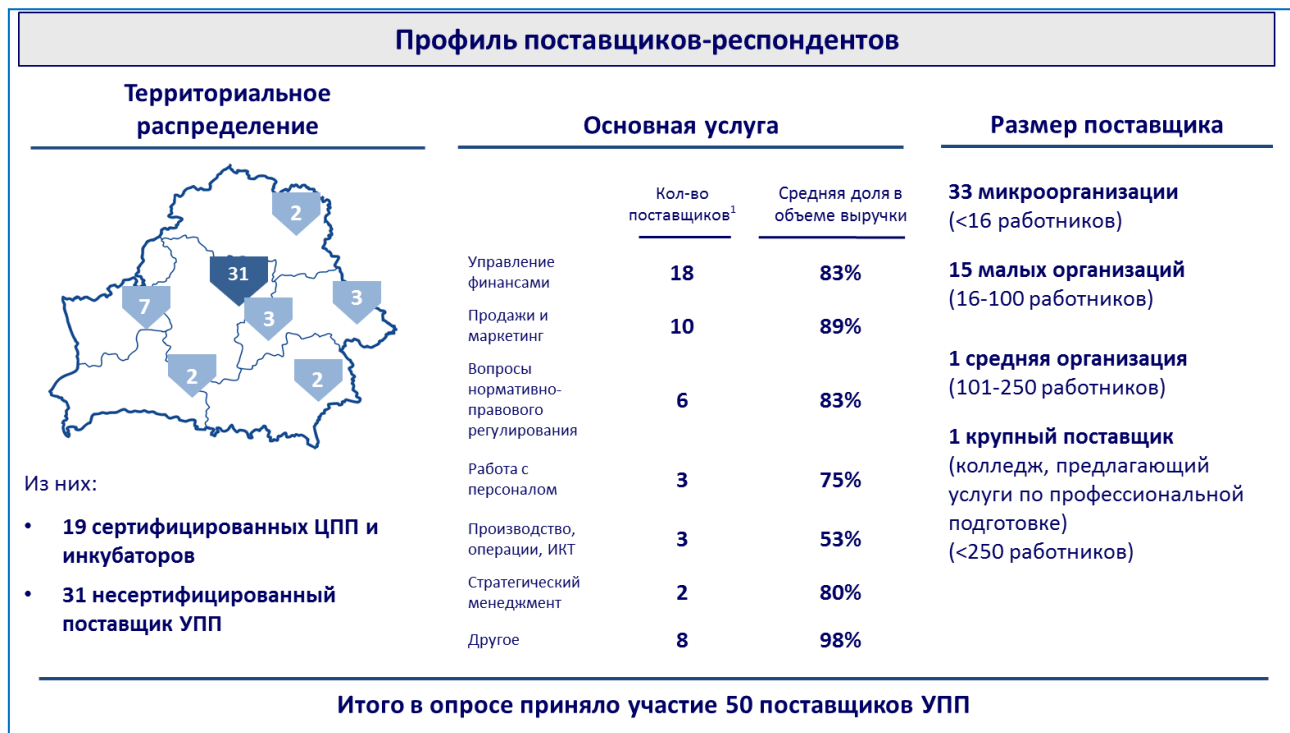 Профиль поставщиков-респондентов
Территориальное
распределение
2
31
7
3
3
2
2
Из них:
• 19 сертифицированных ЦПП и
инкубаторов
• 31 несертифицированный
поставщик УПП
Основная услуга
Кол-во
поставщиков¹
Средняя доля в
объеме выручки
Управление
финансами
18
83%
Продажи и
маркетинг
10
89%
Вопросы
нормативно-
правового
регулирования
6
83%
Работа с
персоналом
3
75%
Производство,
операции, ИКТ
3
53%
Стратегический
менеджмент
2
80%
Другое
8
98%
Размер поставщика
33 микроорганизации
(<16 работников)
15 малых организаций
(16-100 работников)
1 средняя организация
(101-250 работников)
1 крупный поставщик
(колледж, предлагающий
услуги по профессиональной
подготовке)
(<250 работников)
Итого в опросе приняло участие 50 поставщиков УПП